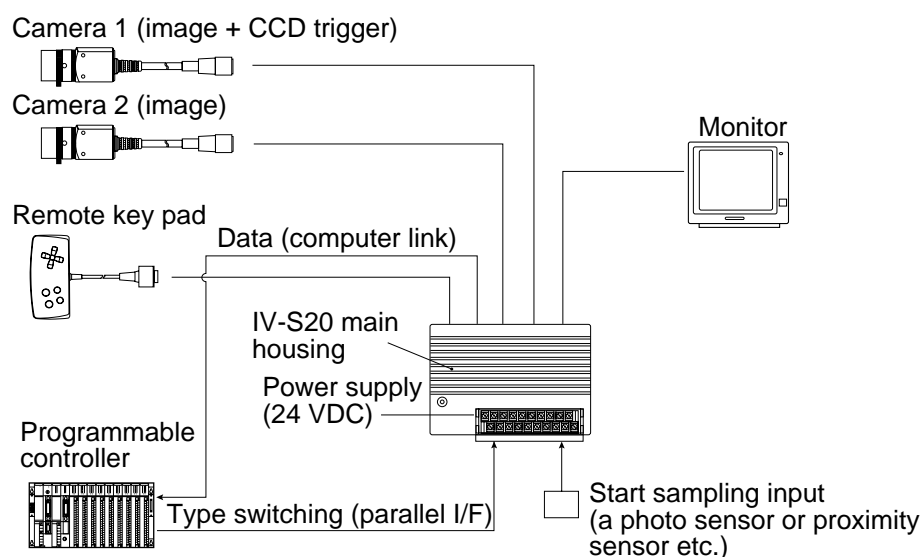 Camera 1 (image + CCD trigger)
Camera 2 (image)
Monitor
Remote key pad
Data (computer link)
IV-S20 main
housing
Power supply
(24 VDC)
Programmable
controller
Type switching (parallel I/F)
Start sampling input
(a photo sensor or proximity
sensor etc.)